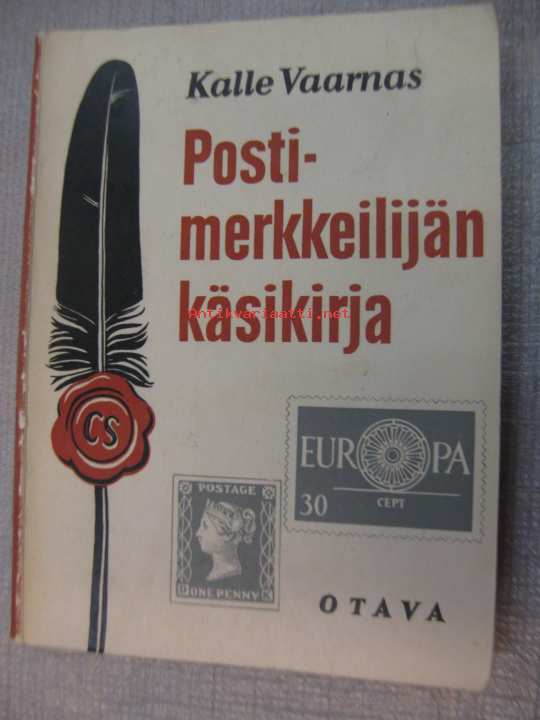 Kalle Vaarnas
Posti-
merkkeilijän
käsikirja
Antikvariaatti.net
CS
EUROPA
30
CEPT
POSTAGE
D ONE PENNY K
OTAVA